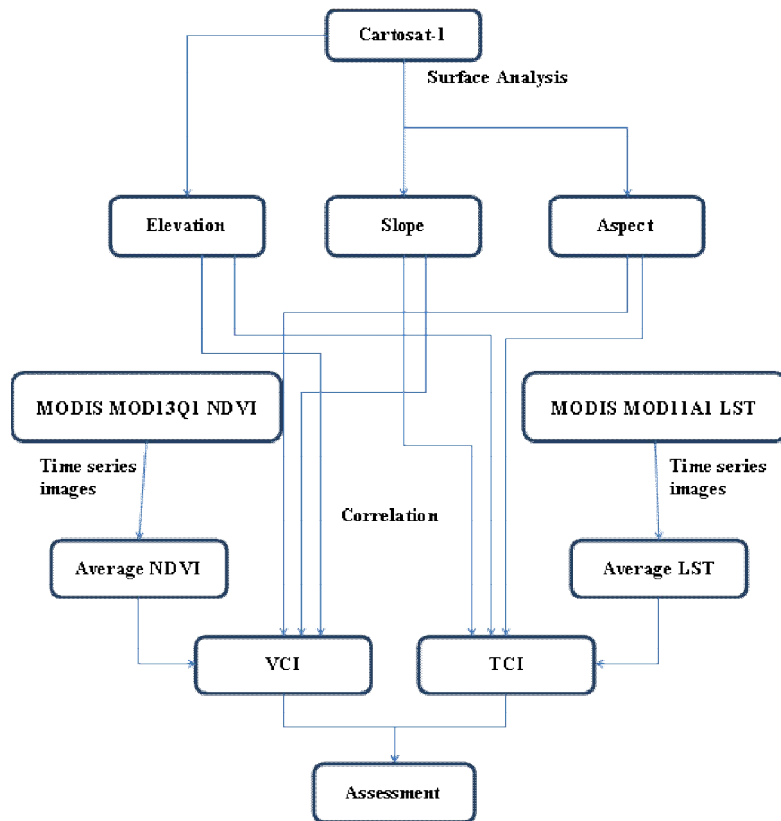 Cartosat-1
Surface Analysis
Elevation
Slope
Aspect
MODIS MOD13Q1 NDVI
MODIS MOD11A1 LST
Time series
images
Time series
images
Correlation
Average NDVI
Average LST
VCI
TCI
Assessment